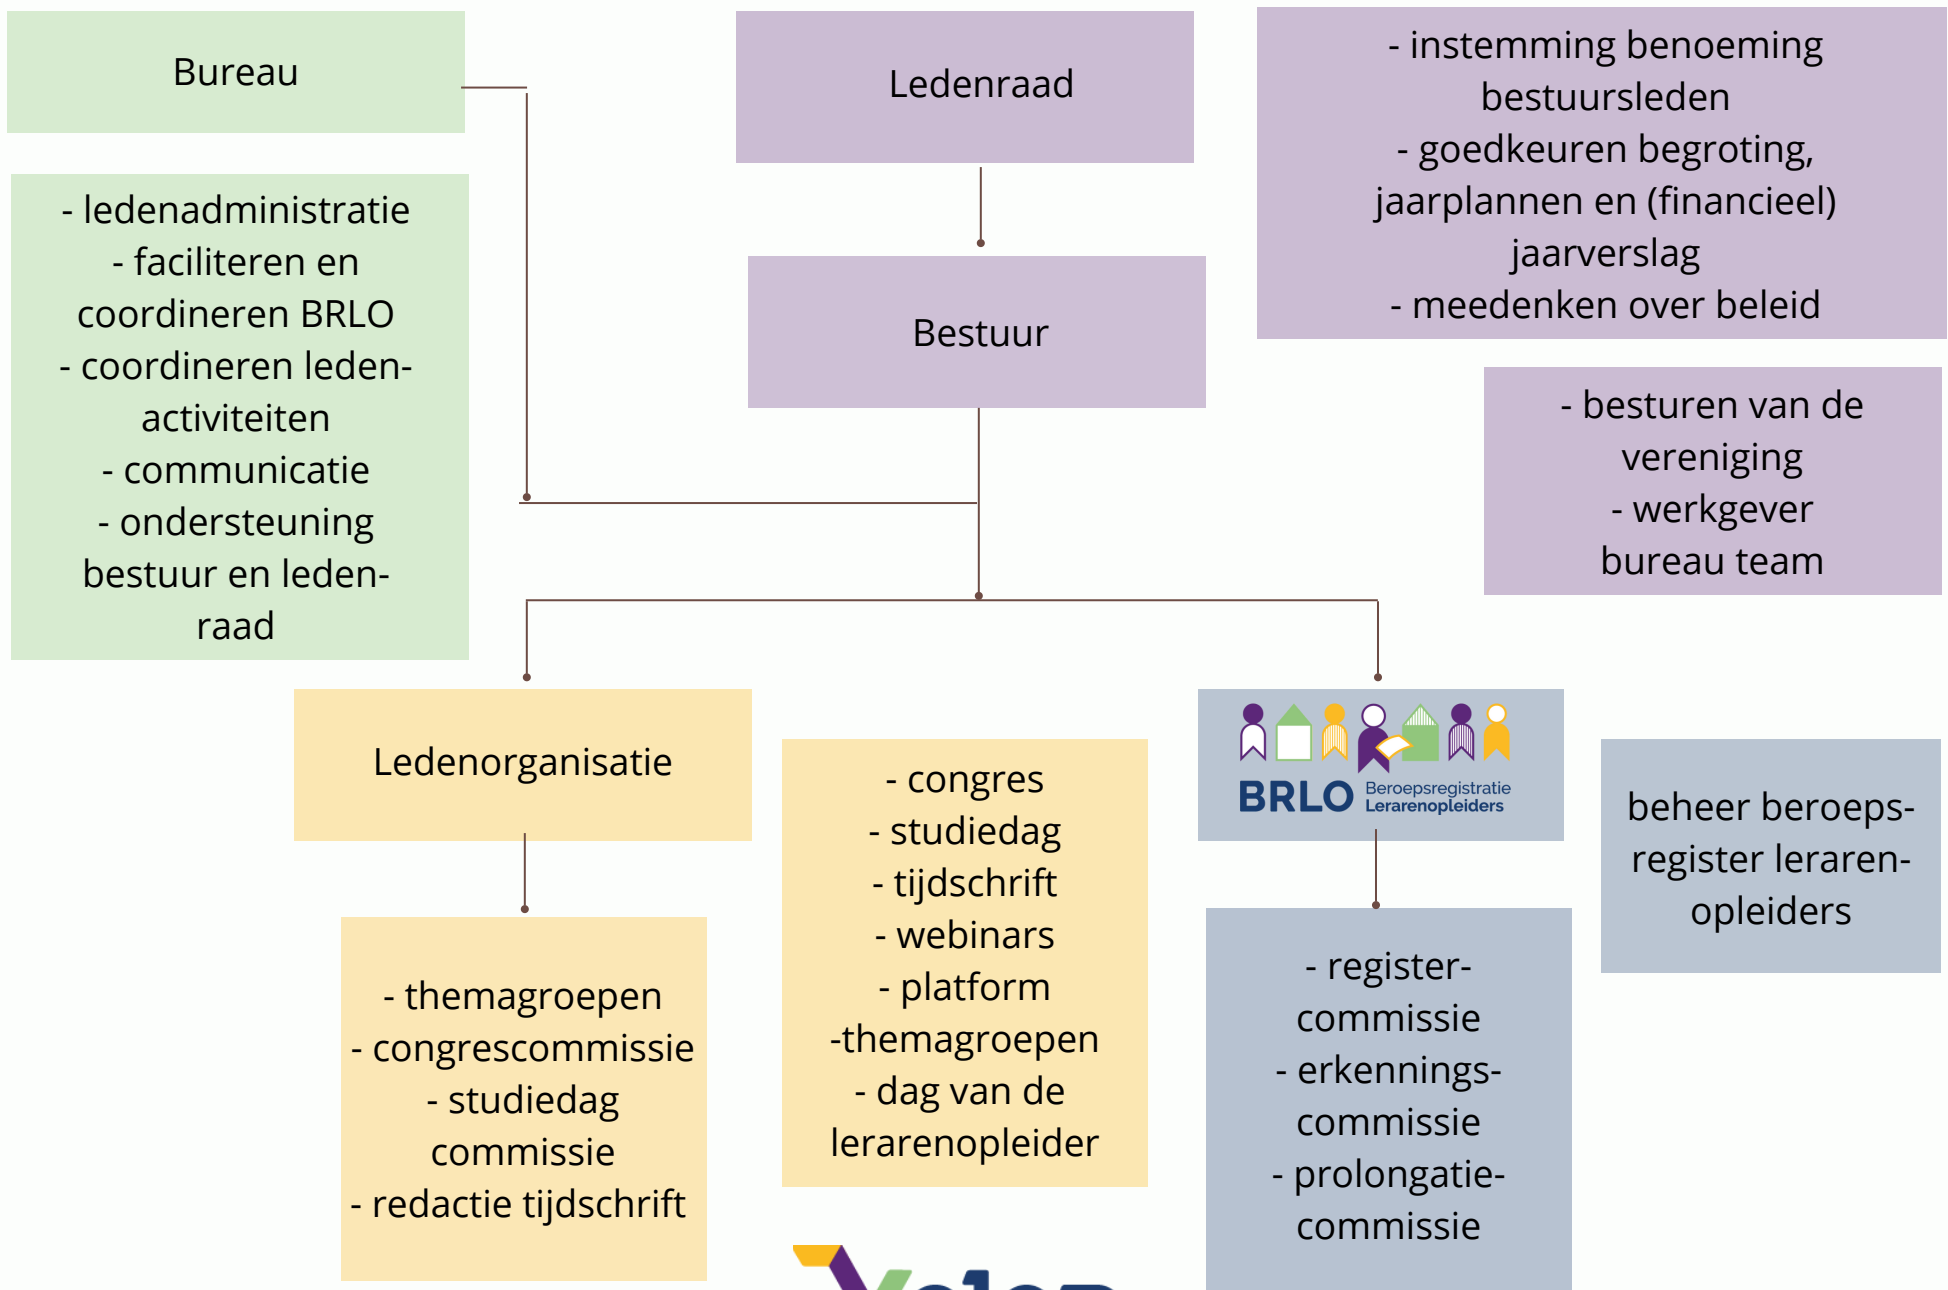 Bureau
- ledenadministratie
- faciliteren en
coordineren BRLO
- coordineren leden-
activiteiten
- communicatie
- ondersteuning
bestuur en leden-
raad
Ledenraad
- instemming benoeming
bestuursleden
- goedkeuren begroting,
jaarplannen en (financieel)
jaarverslag
- meedenken over beleid
Bestuur
- besturen van de
vereniging
- werkgever
bureau team
Ledenorganisatie
- themagroepen
- congrescommissie
- studiedag
commissie
- redactie tijdschrift
- congres
- studiedag
- tijdschrift
- webinars
- platform
-themagroepen
- dag van de
lerarenopleider
BRLO Beroepsregistratie
Lerarenopleiders
- register-
commissie
- erkennings-
commissie
- prolongatie-
commissie
beheer beroeps-
register leraren-
opleiders